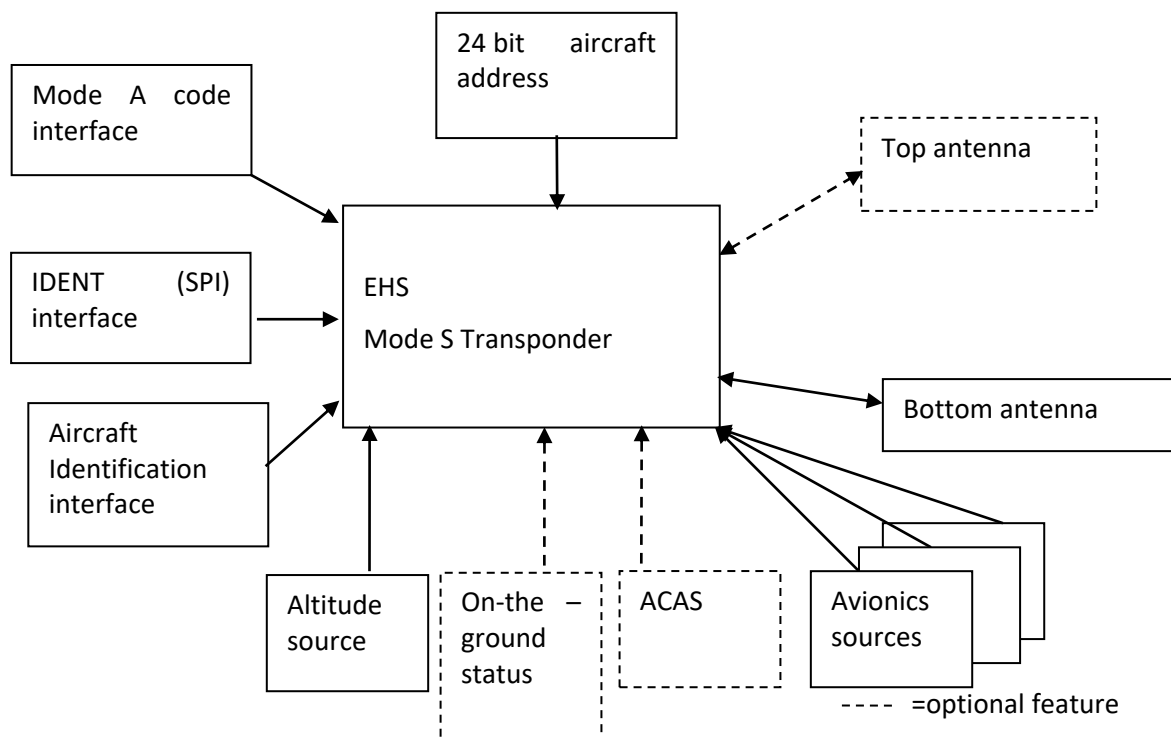 24 bit aircraft
address
Mode A code
interface
Top antenna
IDENT (SPI)
interface
EHS
Mode S Transponder
Bottom antenna
Aircraft
Identification
interface
Altitude
source
On-the –
ground
status
ACAS
Avionics
sources
=optional feature